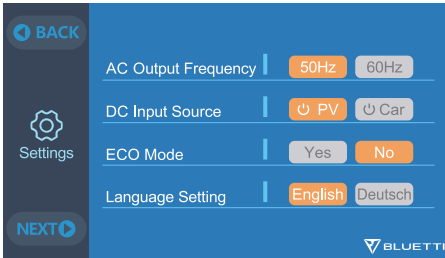 BACK
AC Output Frequency 50Hz 60Hz
DC Input Source PV Car
Settings
ECO Mode Yes No
Language Setting English Deutsch
NEXT
BLUETTI